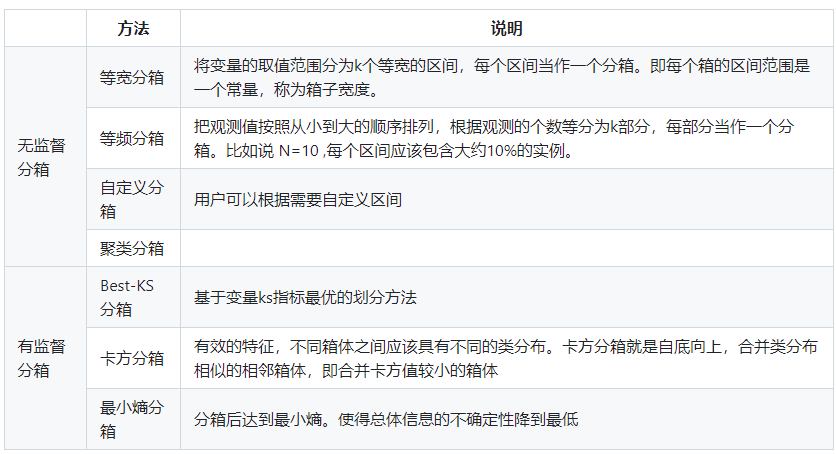 方法
说明
无监督
分箱
等宽分箱
将变量的取值范围分为k个等宽的区间，每个区间当作一个分箱。即每个箱的区间范围是
一个常量，称为箱子宽度。
等频分箱
把观测值按照从小到大的顺序排列，根据观测的个数等分为k部分，每部分当作一个分
箱。比如说 N=10 ,每个区间应该包含大约10%的实例。
自定义分
箱
用户可以根据需要自定义区间
聚类分箱
有监督
分箱
Best-KS
分箱
基于变量ks指标最优的划分方法
卡方分箱
有效的特征，不同箱体之间应该具有不同的类分布。卡方分箱就是自底向上，合并类分布
相似的相邻箱体，即合并卡方值较小的箱体
最小熵分
箱
分箱后达到最小熵。使得总体信息的不确定性降到最低